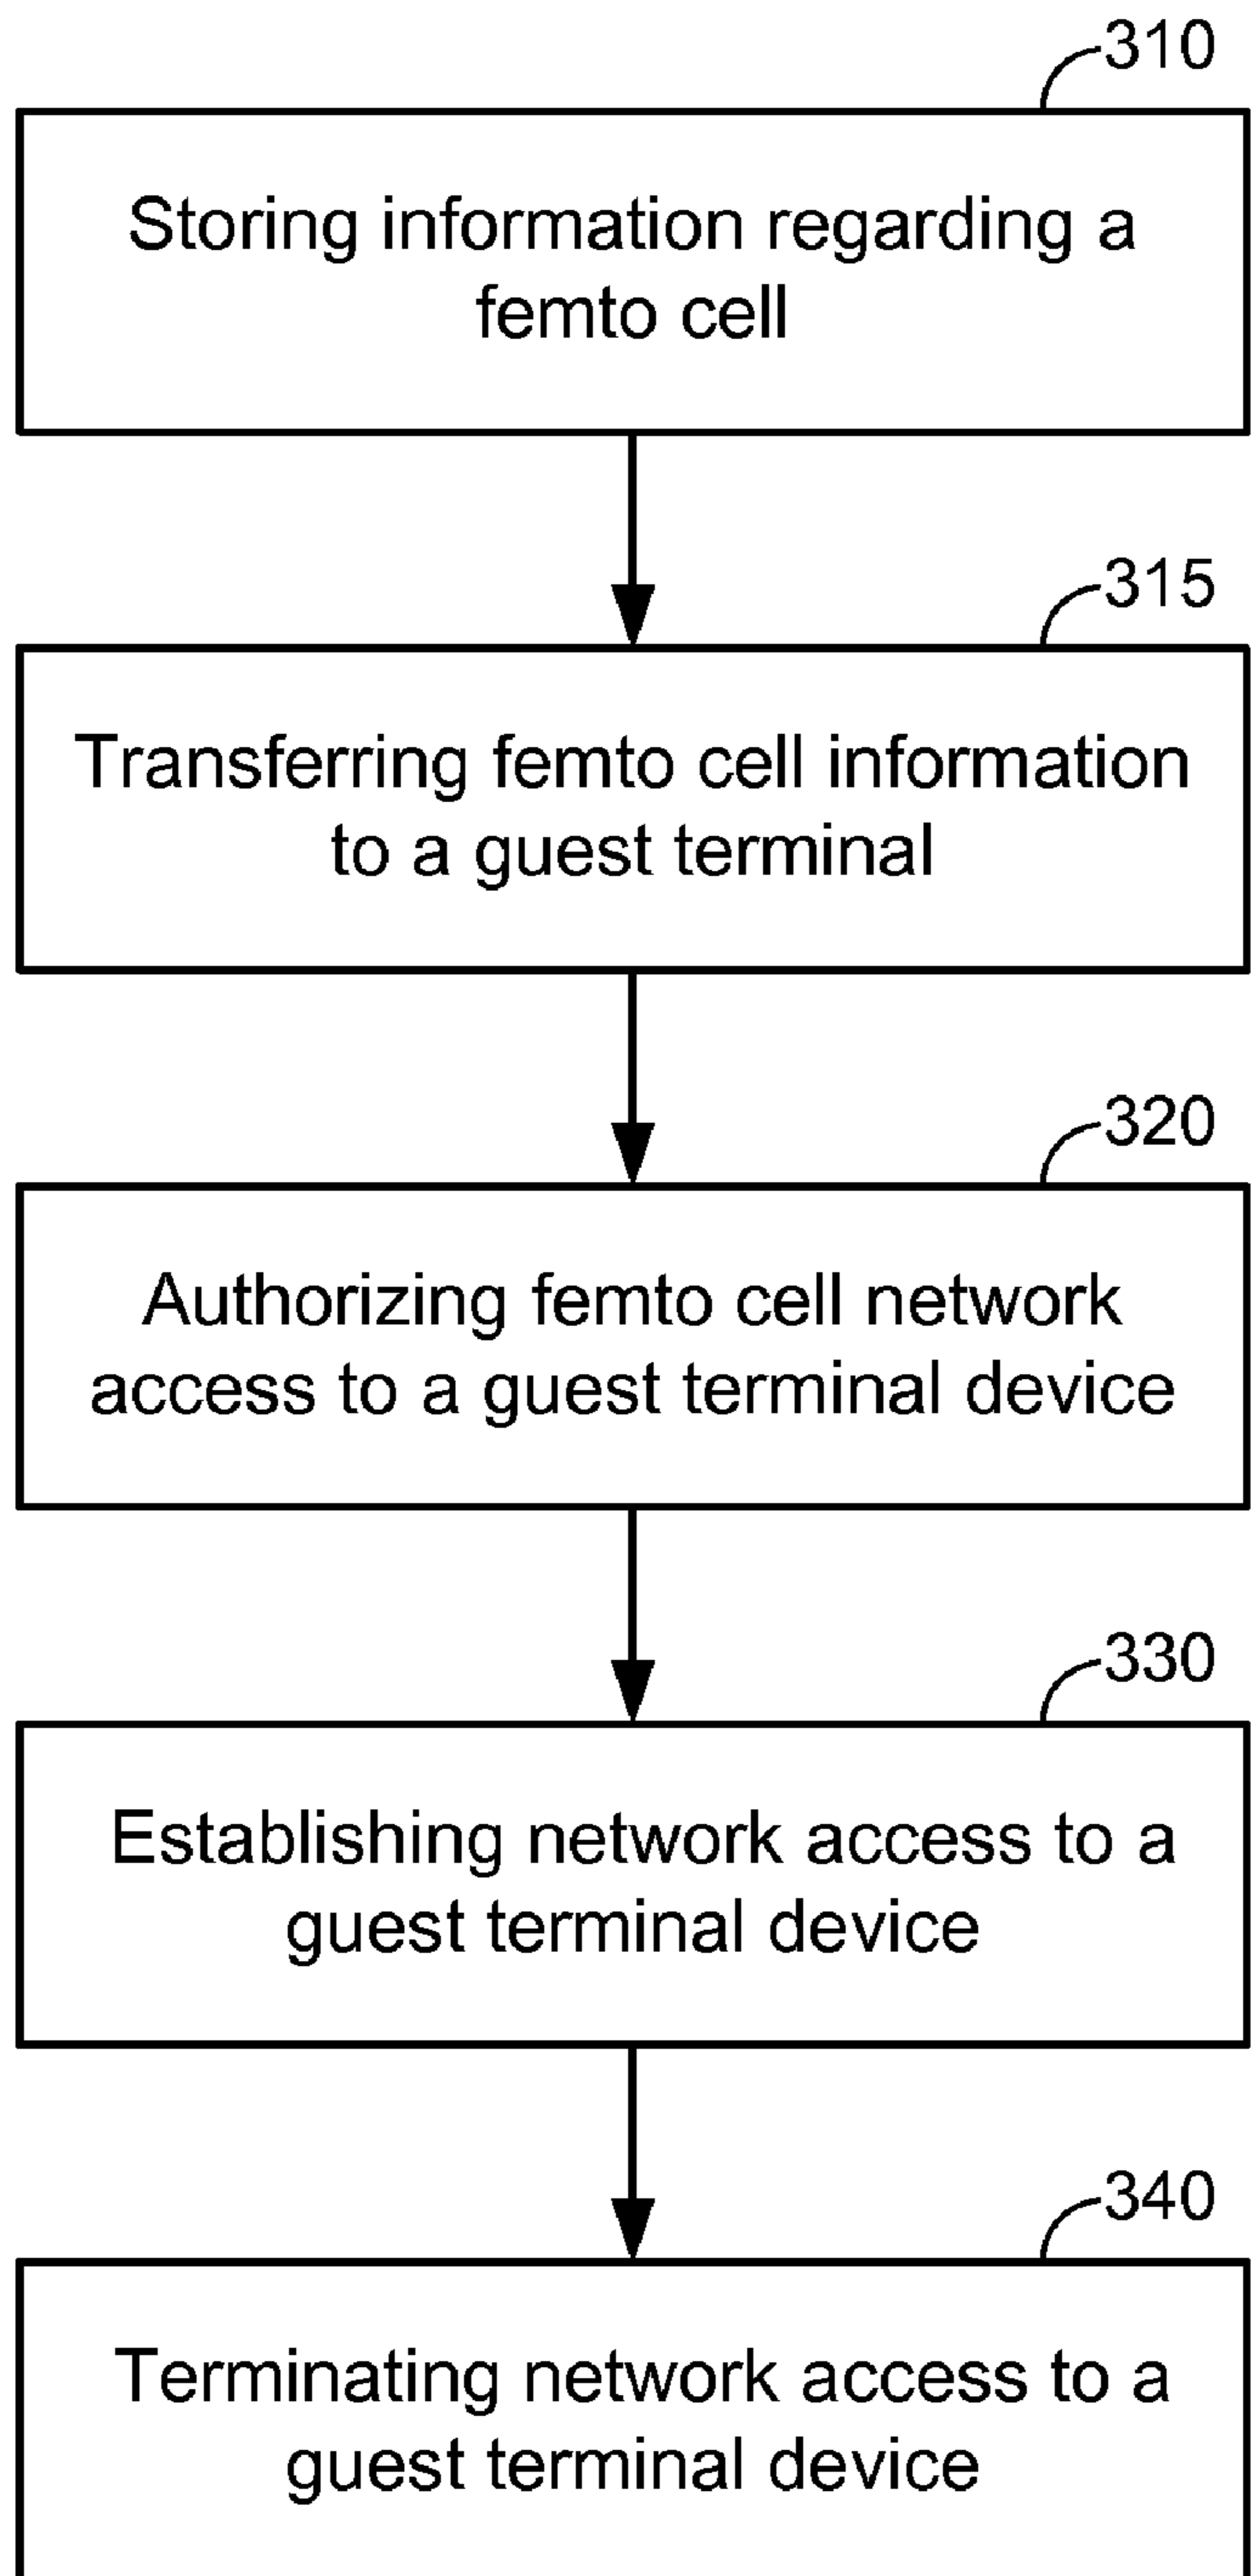 310
Storing information regarding a
femto cell
315
Transferring femto cell information
to a guest terminal
320
Authorizing femto cell network
access to a guest terminal device
330
Establishing network access to a
guest terminal device
340
Terminating network access to a
guest terminal device